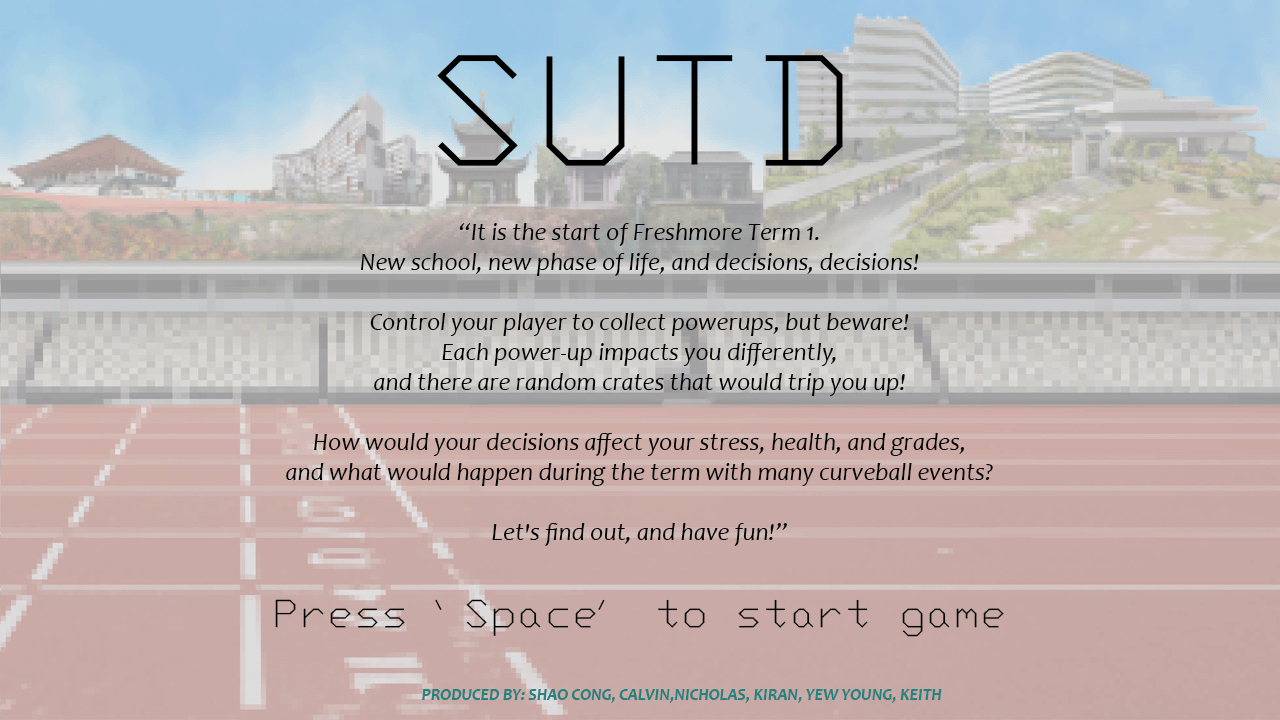 SUTD
“It is the start of Freshmore Term 1.
New school, new phase of life, and decisions, decisions!
Control your player to collect powerups, but beware!
Each power-up impacts you differently,
and there are random crates that would trip you up!
How would your decisions affect your stress, health, and grades,
and what would happen during the term with many curveball events?
Let's find out, and have fun!”
Press ‘Space’ to start game
PRODUCED BY: SHAO CONG, CALVIN,NICHOLAS, KIRAN, YEW YOUNG, KEITH